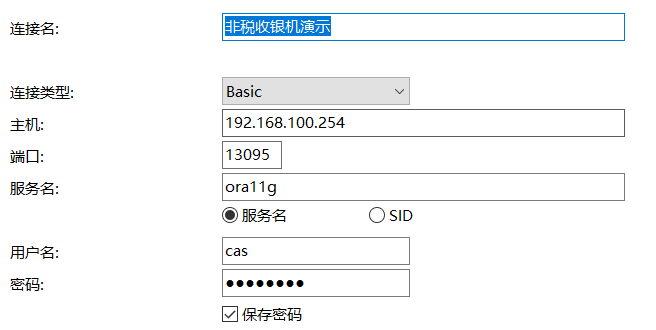 连接名: 非税收银机演示
连接类型: Basic
主机: 192.168.100.254
端口: 13095
服务名: ora11g
服务名 SID
用户名: cas
密码: ●●●●●●●●
保存密码